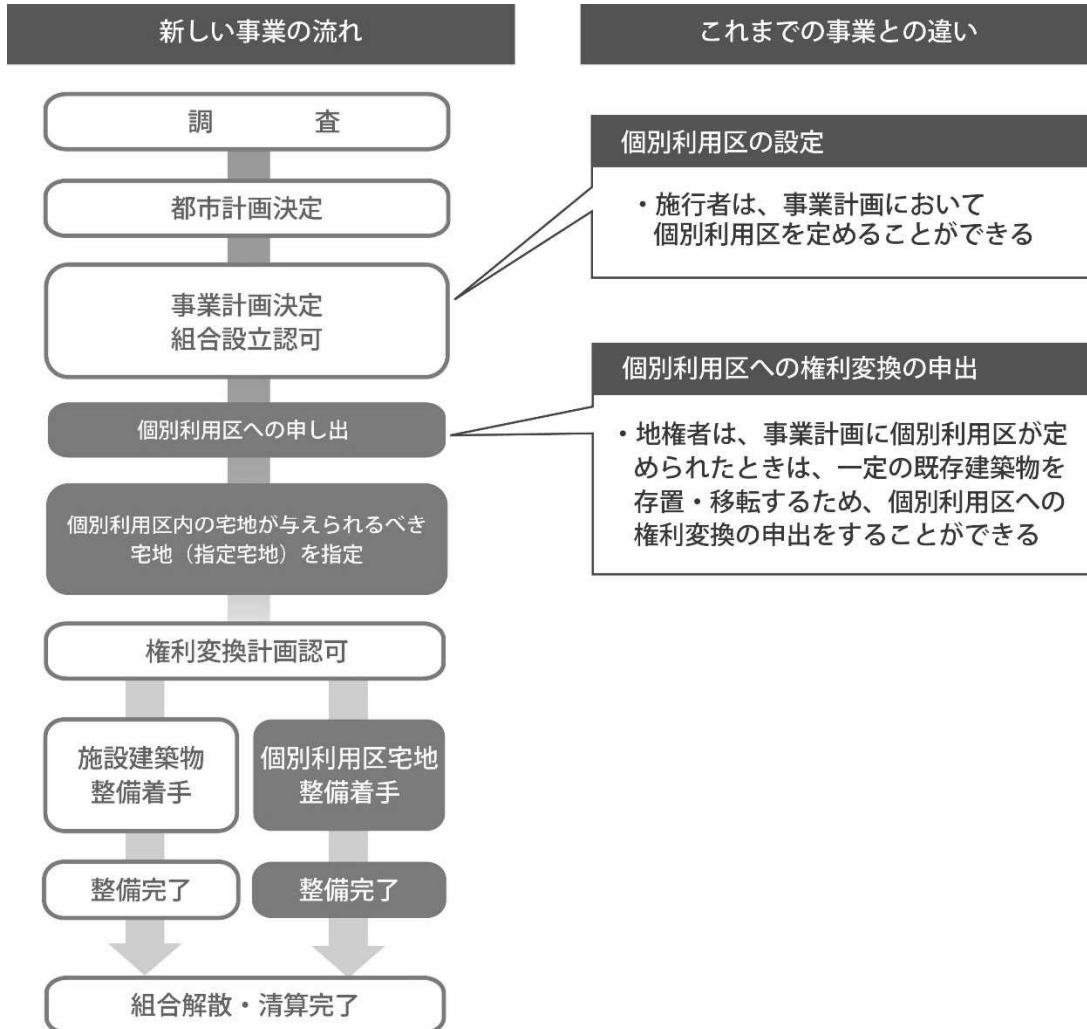 新しい事業の流れ
これまでの事業との違い
調　査
都市計画決定
事業計画決定
組合設立認可
個別利用区への申し出
個別利用区内の宅地が与えられるべき
宅地（指定宅地）を指定
権利変換計画認可
施設建築物
整備着手
個別利用区宅地
整備着手
整備完了
整備完了
組合解散・清算完了
個別利用区の設定
・施行者は、事業計画において
個別利用区を定めることができる
個別利用区への権利変換の申出
・地権者は、事業計画に個別利用区が定
められたときは、一定の既存建築物を
存置・移転するため、個別利用区への
権利変換の申出をすることができる